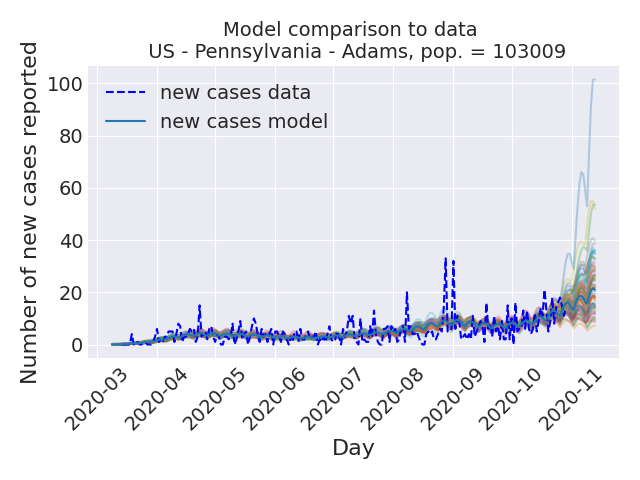 Model comparison to data
US - Pennsylvania - Adams, pop. = 103009
Number of new cases reported
100
80
60
40
20
0
new cases data
new cases model
2020-03
2020-04
2020-05
2020-06
2020-07
2020-08
2020-09
2020-10
2020-11
Day